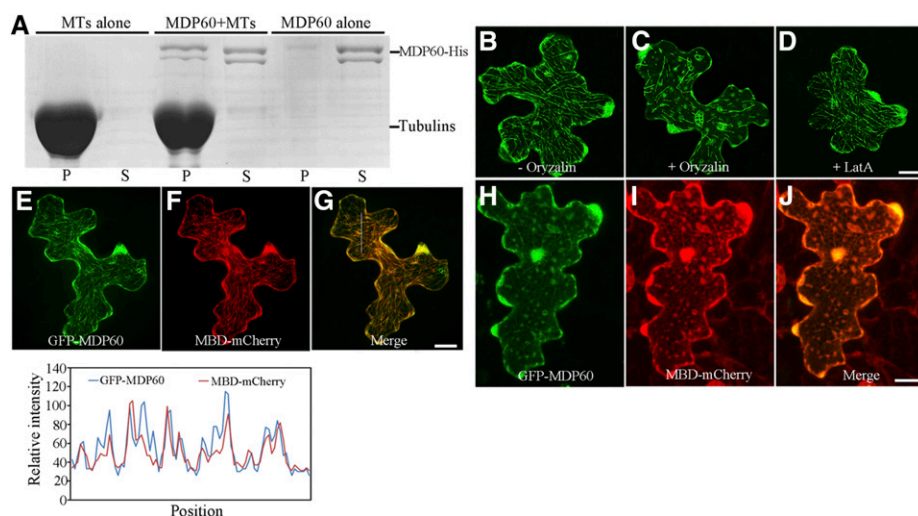 A
MTs alone MDP60+MTs MDP60 alone
MDP60-His
Tubulins
P S P S P S
B C D
- Oryzalin + Oryzalin + LatA
E F G
GFP-MDP60 MBD-mCherry Merge
H I J
GFP-MDP60 MBD-mCherry Merge
GFP-MDP60 MBD-mCherry
Relative intensity
140
120
100
80
60
40
20
0
Position